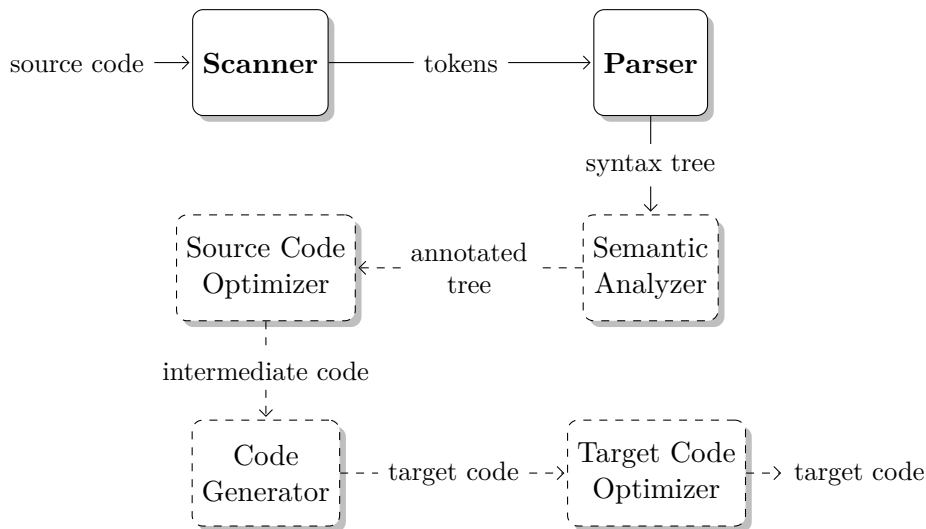 source code
Scanner
tokens
Parser
syntax tree
Source Code
Optimizer
annotated
tree
Semantic
Analyzer
intermediate code
Code
Generator
target code
Target Code
Optimizer
target code